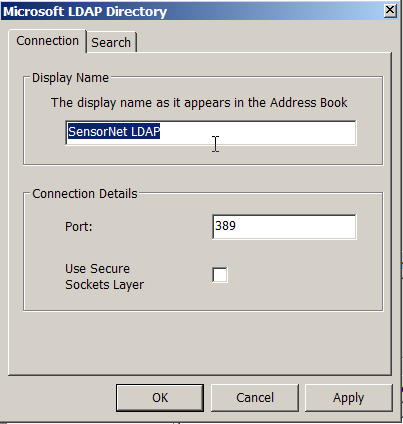 Microsoft LDAP Directory
Connection
Search
Display Name
The display name as it appears in the Address Book
SensorNet LDAP
Connection Details
Port:
389
Use Secure
Sockets Layer
OK
Cancel
Apply